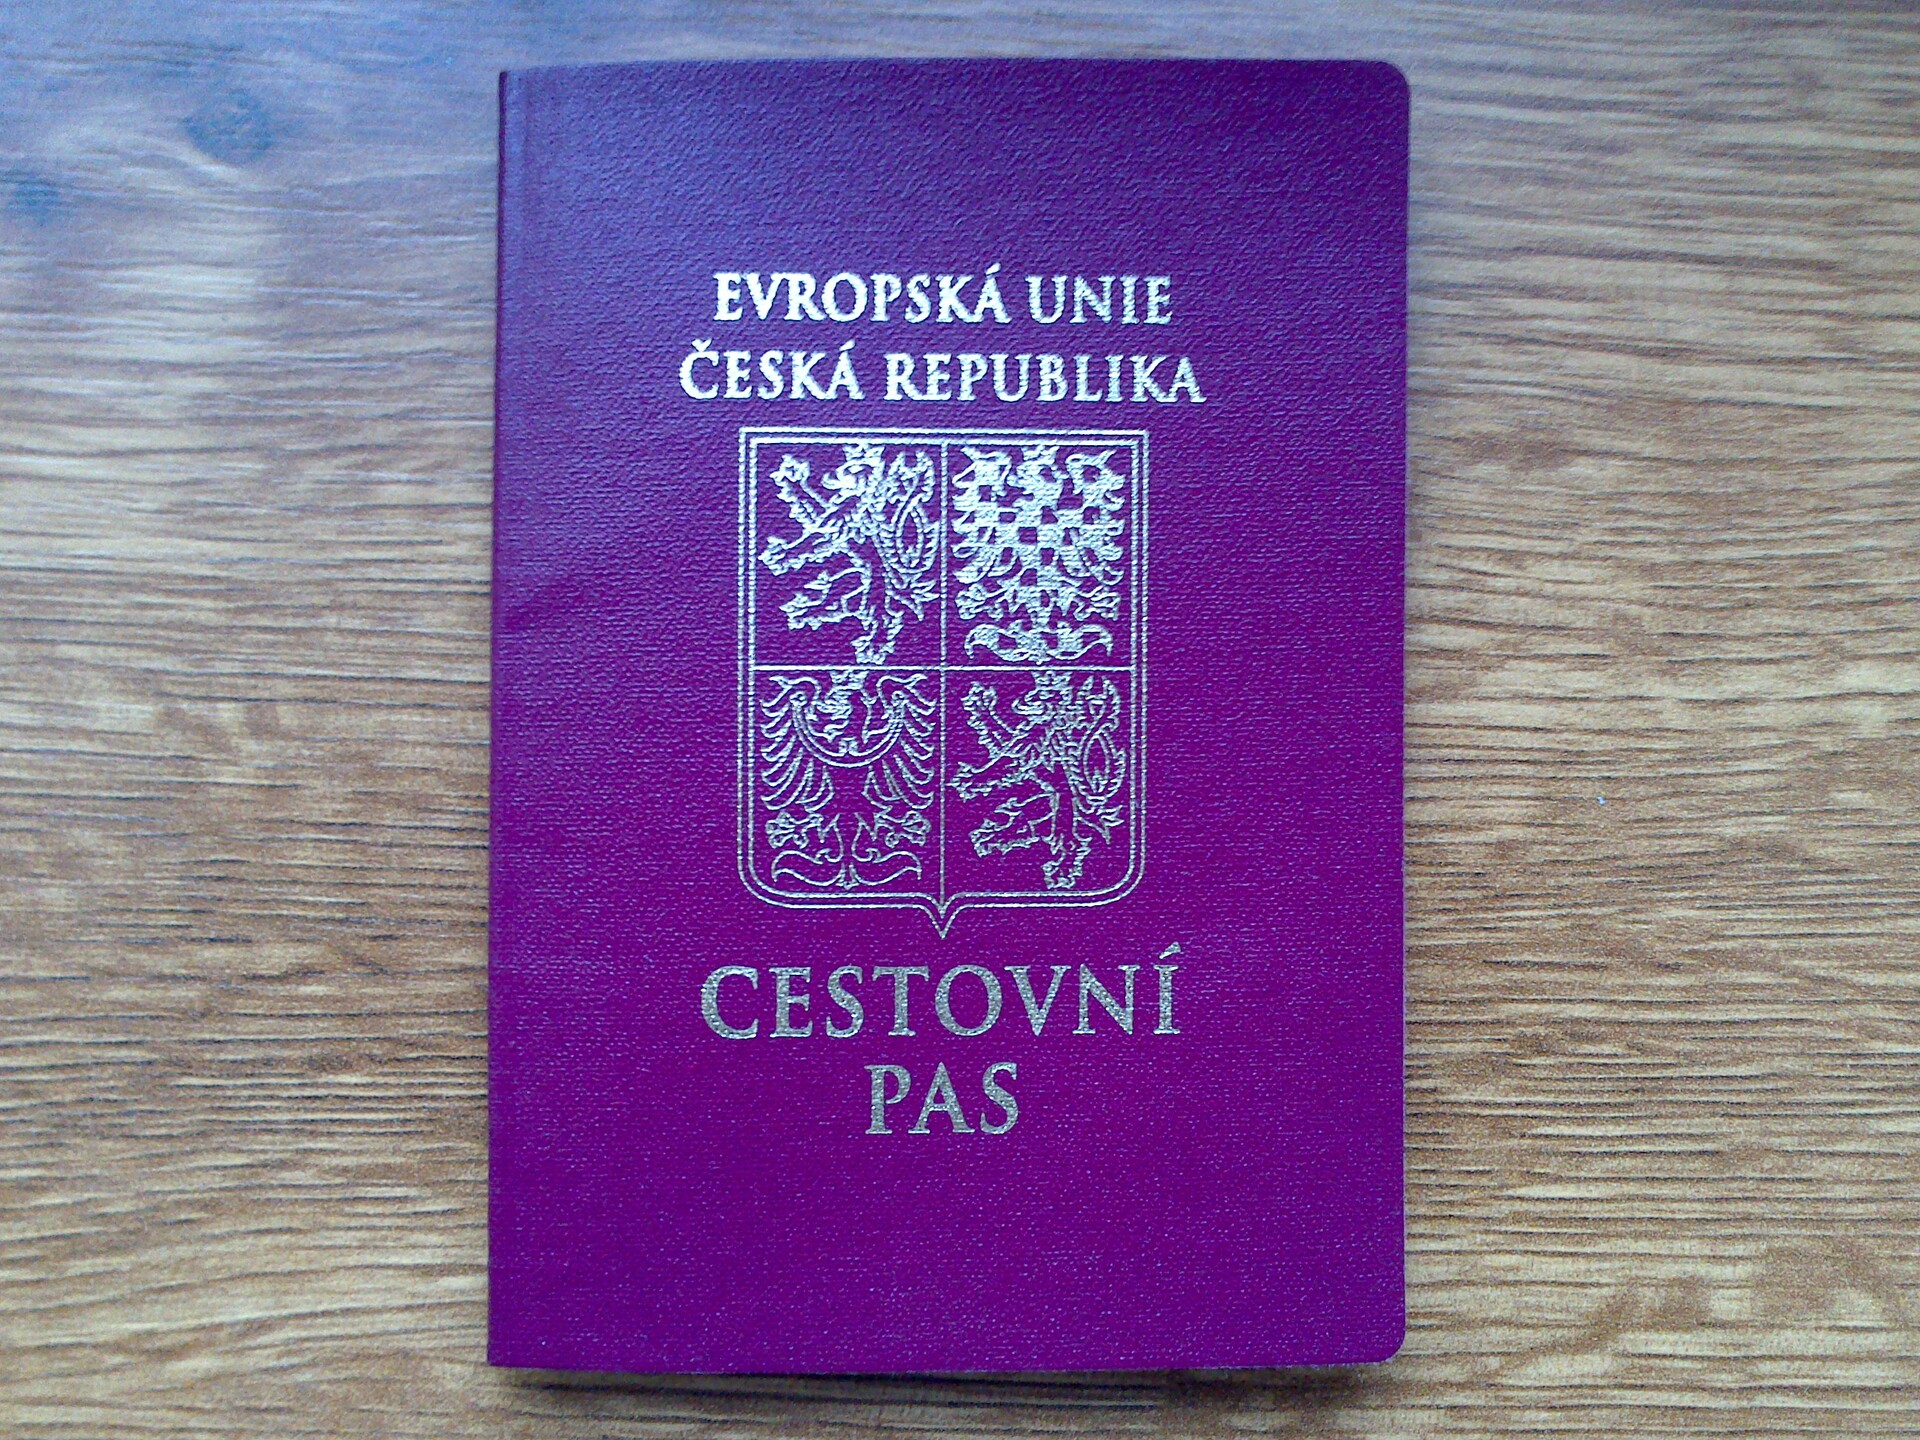 EVROPSKÁ UNIE
ČESKÁ REPUBLIKA
CESTOVNÍ
PAS